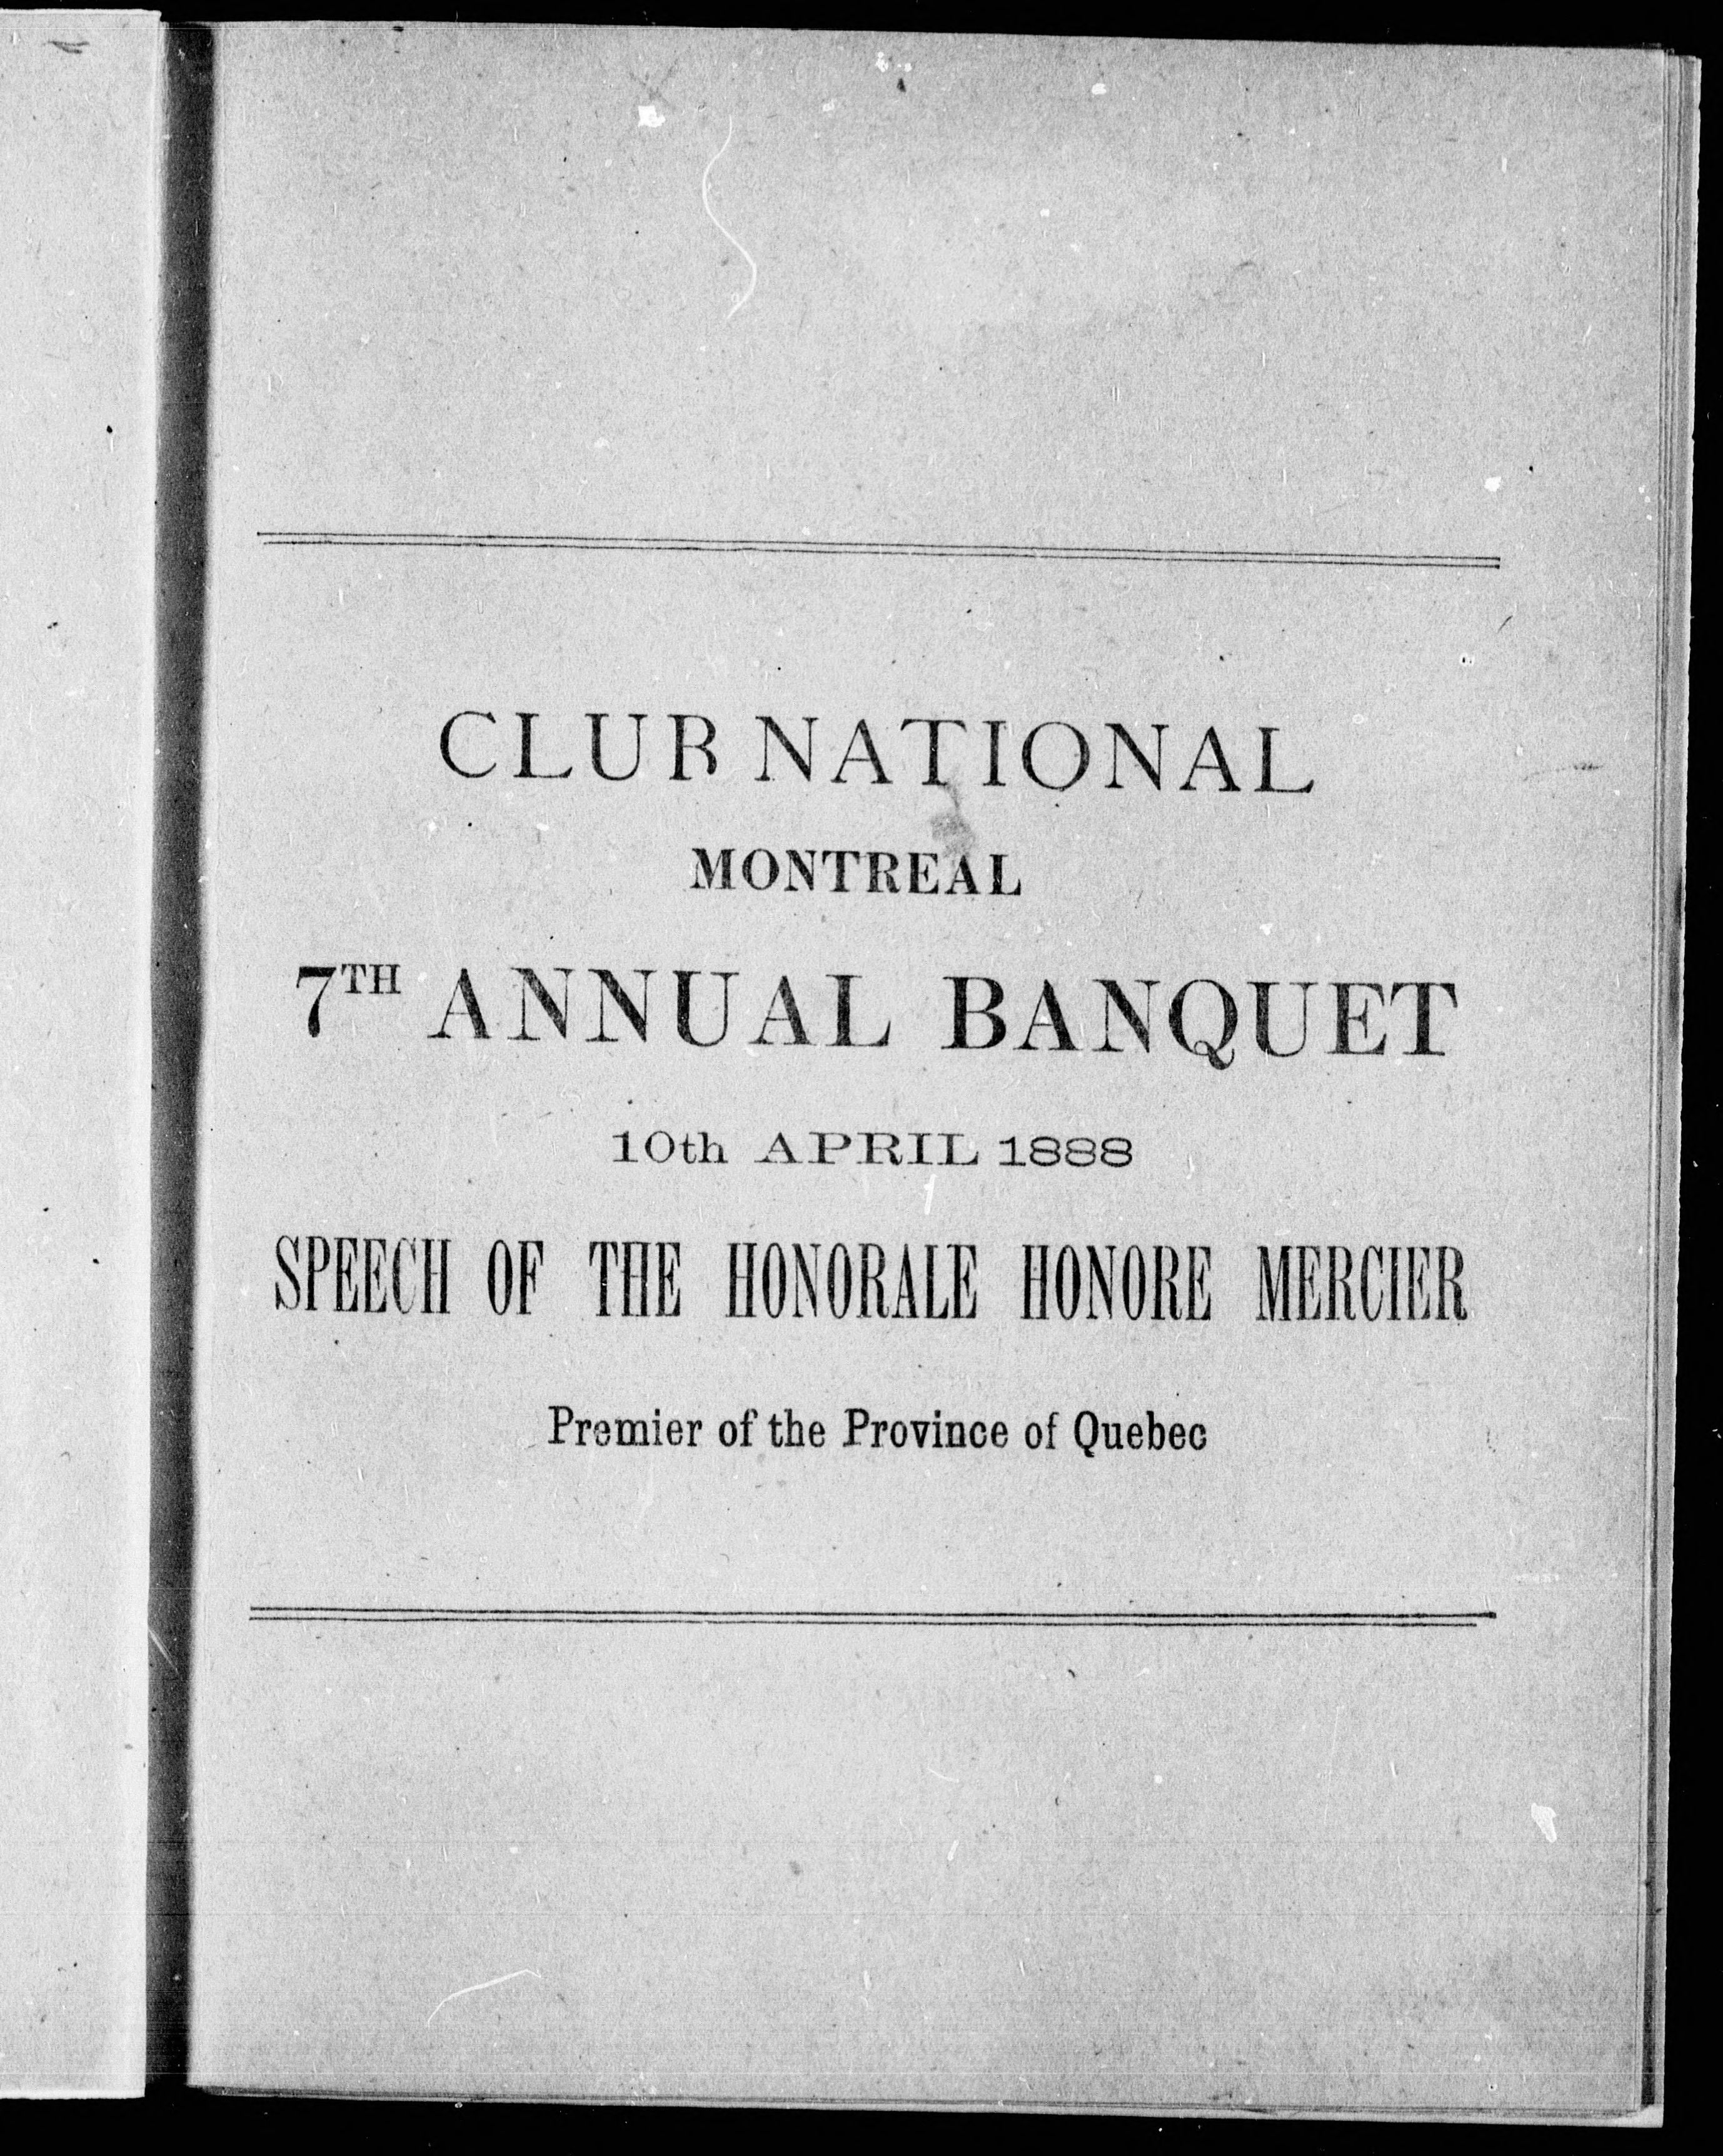 CLUB NATIONAL
MONTREAL
7TH ANNUAL BANQUET
10th APRIL 1888
SPEECH OF THE HONORALE HONORE MERCIER
Premier of the Province of Quebec